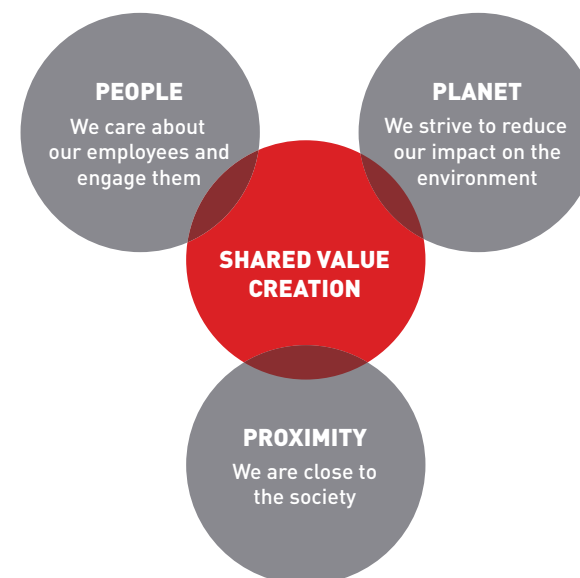 PEOPLE
We care about
our employees and
engage them
PLANET
We strive to reduce
our impact on the
environment
SHARED VALUE
CREATION
PROXIMITY
We are close to
the society